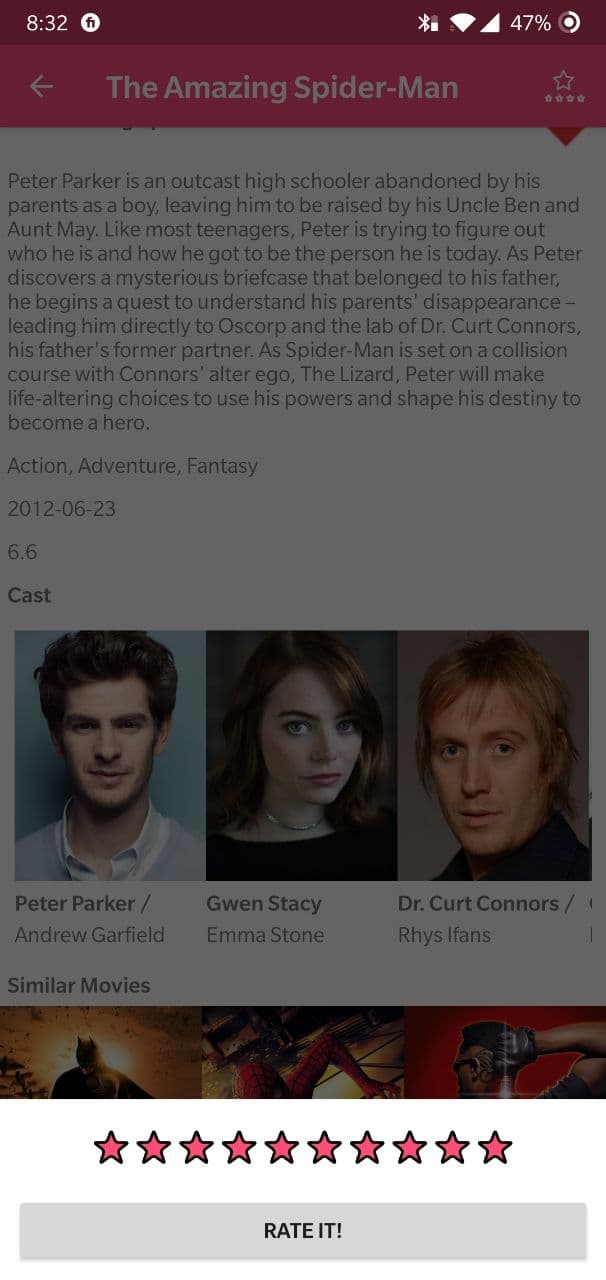 8:32
47%
The Amazing Spider-Man
Peter Parker is an outcast high schooler abandoned by his
parents as a boy, leaving him to be raised by his Uncle Ben and
Aunt May. Like most teenagers, Peter is trying to figure out
who he is and how he got to be the person he is today. As Peter
discovers a mysterious briefcase that belonged to his father,
he begins a quest to understand his parents' disappearance –
leading him directly to Oscorp and the lab of Dr. Curt Connors,
his father's former partner. As Spider-Man is set on a collision
course with Connors' alter ego, The Lizard, Peter will make
life-altering choices to use his powers and shape his destiny to
become a hero.
Action, Adventure, Fantasy
2012-06-23
6.6
Cast
Peter Parker /
Andrew Garfield
Gwen Stacy
Emma Stone
Dr. Curt Connors /
Rhys Ifans
Similar Movies
RATE IT!